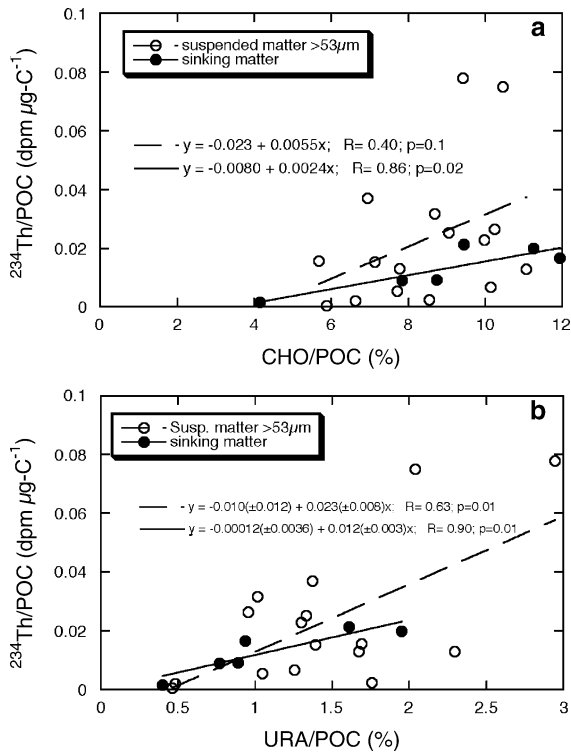 a
0.1
0.08
0.06
0.04
0.02
0
²³⁴Th/POC (dpm µg-C⁻¹)
- suspended matter >53µm
sinking matter
- y = -0.023 + 0.0055x; R= 0.40; p=0.1
y = -0.0080 + 0.0024x; R= 0.86; p=0.02
0 2 4 6 8 10 12
CHO/POC (%)
b
0.1
0.08
0.06
0.04
0.02
0
²³⁴Th/POC (dpm µg-C⁻¹)
- Susp. matter >53µm
sinking matter
- y = -0.010(±0.012) + 0.023(±0.008)x; R= 0.63; p=0.01
y = -0.00012(±0.0036) + 0.012(±0.003)x; R= 0.90; p=0.01
0 0.5 1 1.5 2 2.5 3
URA/POC (%)